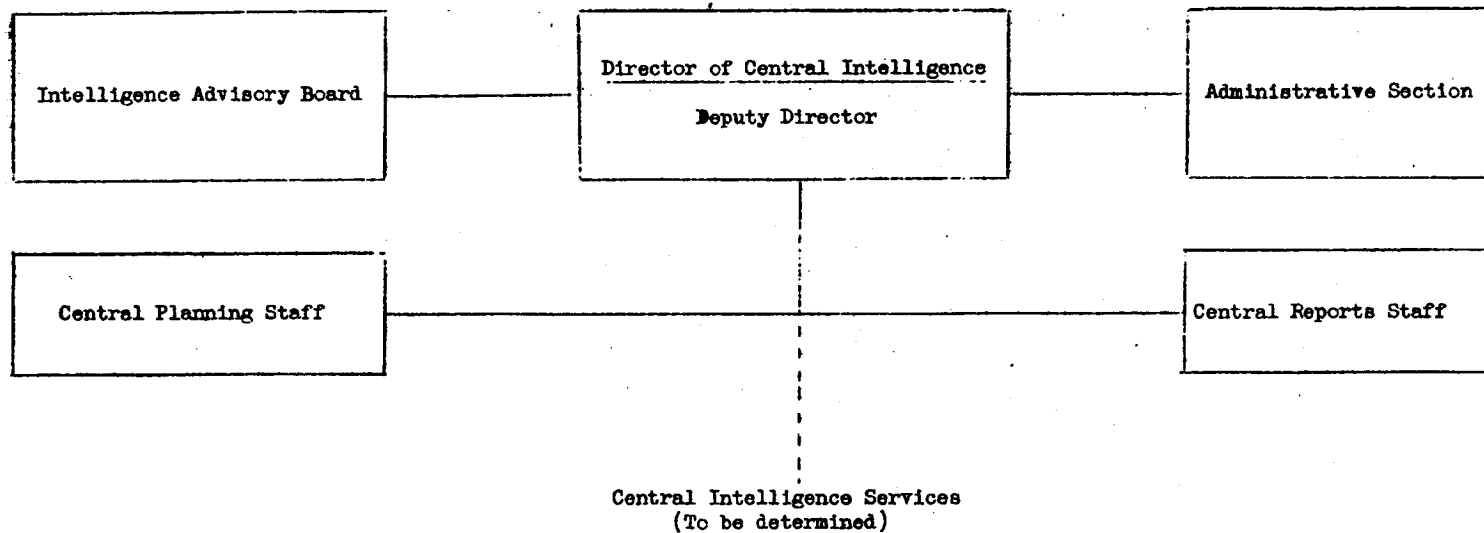 Director of Central Intelligence
Intelligence Advisory Board
Administrative Section
Deputy Director
Central Planning Staff
Central Reports Staff
Central Intelligence Services
(To be determined)